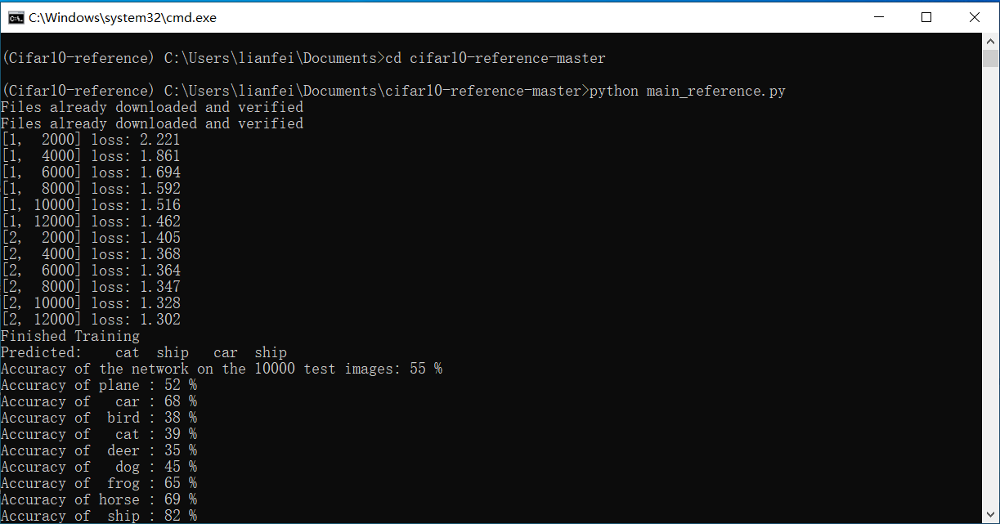 C:\Windows\system32\cmd.exe
(Cifar10-reference) C:\Users\lianfei\Documents>cd cifar10-reference-master
(Cifar10-reference) C:\Users\lianfei\Documents\cifar10-reference-master>python main_reference.py
Files already downloaded and verified
Files already downloaded and verified
[1,  2000] loss: 2.221
[1,  4000] loss: 1.861
[1,  6000] loss: 1.694
[1,  8000] loss: 1.592
[1, 10000] loss: 1.516
[1, 12000] loss: 1.462
[2,  2000] loss: 1.405
[2,  4000] loss: 1.368
[2,  6000] loss: 1.364
[2,  8000] loss: 1.347
[2, 10000] loss: 1.328
[2, 12000] loss: 1.302
Finished Training
Predicted:    cat  ship   car  ship
Accuracy of the network on the 10000 test images: 55 %
Accuracy of plane : 52 %
Accuracy of   car : 68 %
Accuracy of  bird : 38 %
Accuracy of   cat : 39 %
Accuracy of  deer : 35 %
Accuracy of   dog : 45 %
Accuracy of  frog : 65 %
Accuracy of horse : 69 %
Accuracy of  ship : 82 %